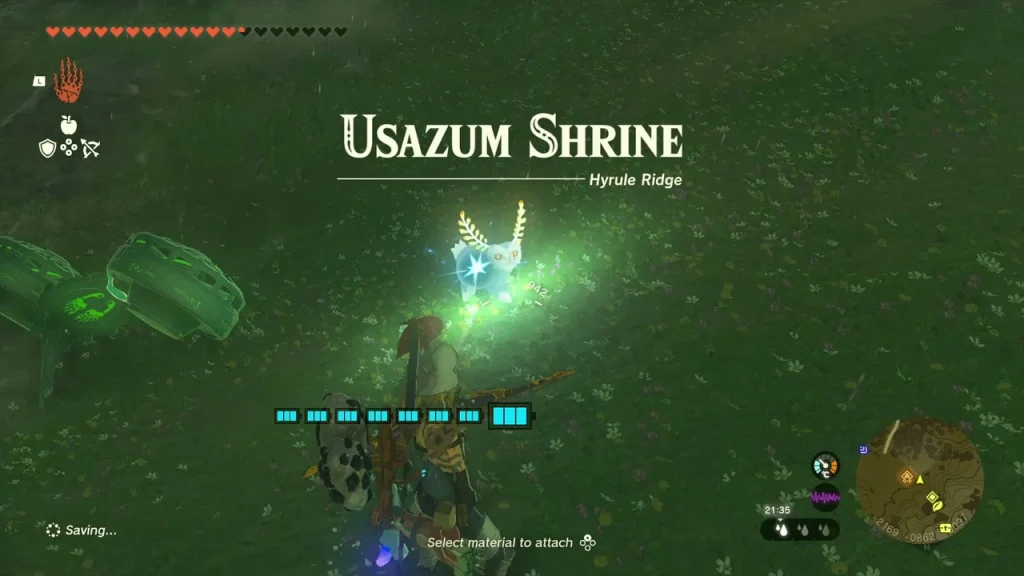 L
USAZUM SHRINE
Hyrule Ridge
Saving...
Select material to attach
21:35